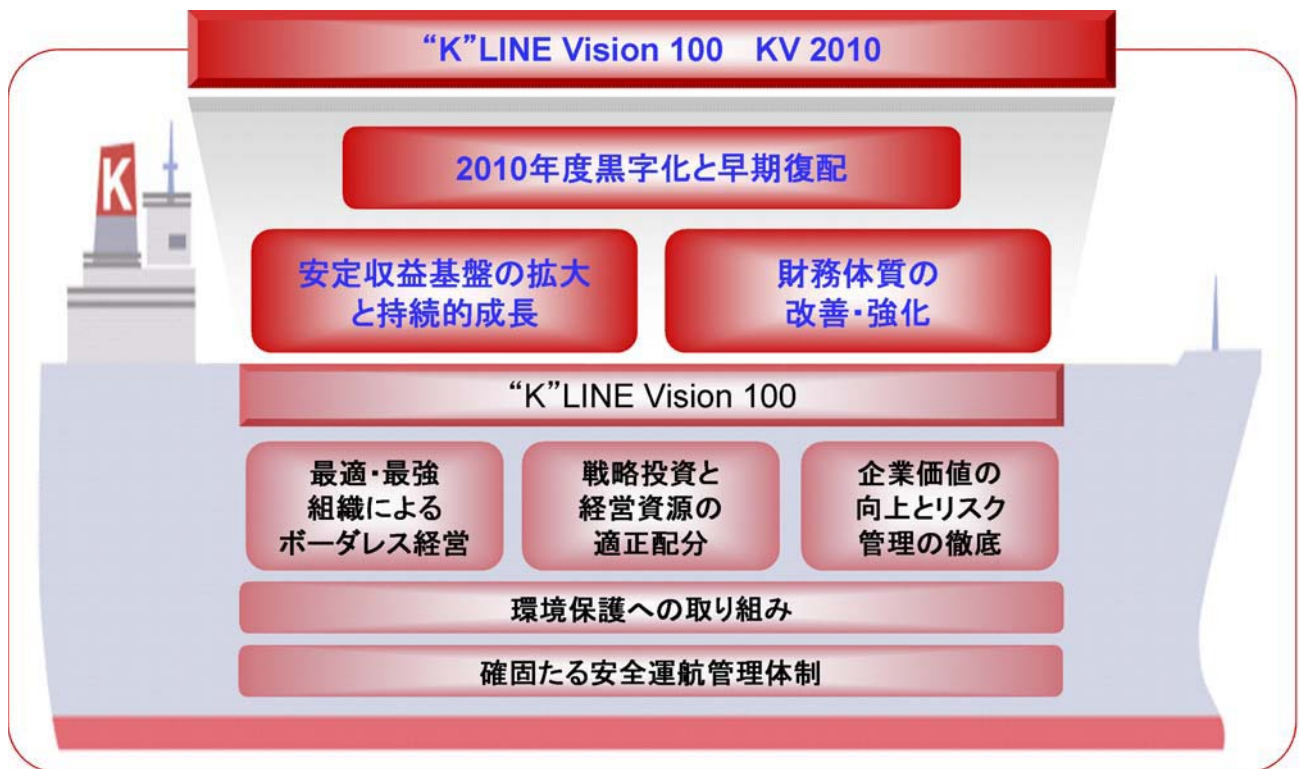 “K”LINE Vision 100 KV 2010
K
2010年度黒字化と早期復配
安定収益基盤の拡大
と持続的成長
財務体質の
改善・強化
“K”LINE Vision 100
最適・最強
組織による
ボーダレス経営
戦略投資と
経営資源の
適正配分
企業価値の
向上とリスク
管理の徹底
環境保護への取り組み
確固たる安全運航管理体制